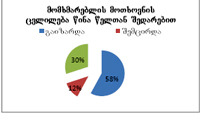 მომხმარებლის მოთხოვნის
ცვლილება წინა წელთან შედარებით
გაიზარდა შემცირდა
30%
58%
12%